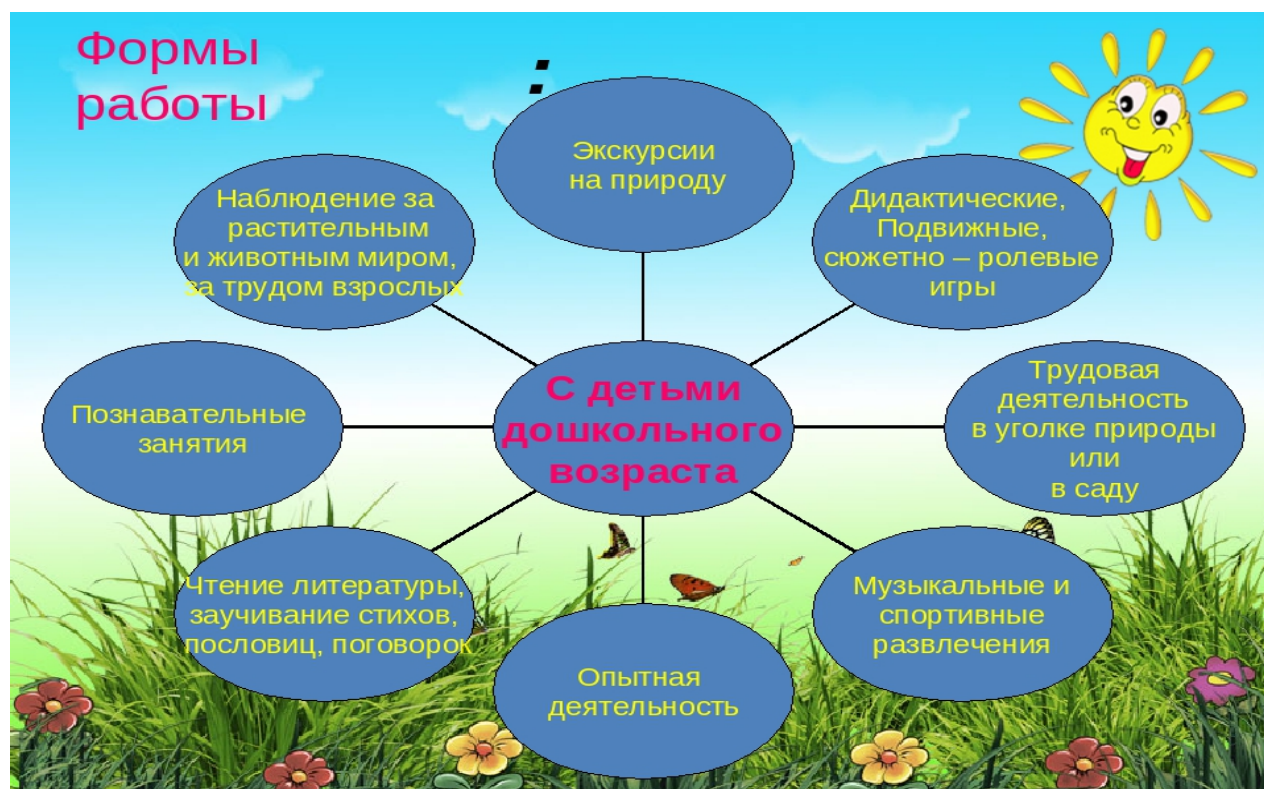 Формы
работы
:
Экскурсии
на природу
Дидактические,
Подвижные,
сюжетно – ролевые
игры
Трудовая
деятельность
в уголке природы
или
в саду
Музыкальные и
спортивные
развлечения
Опытная
деятельность
Чтение литературы,
заучивание стихов,
пословиц, поговорок
Познавательные
занятия
Наблюдение за
растительным
и животным миром,
за трудом взрослых
С детьми
дошкольного
возраста